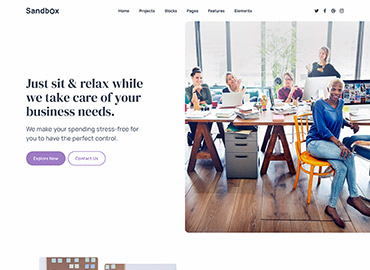 Sandbox
Home Projects Blocks Pages Features Elements
Just sit & relax while
we take care of your
business needs.
We make your spending stress-free for
you to have the perfect control.
Explore Now Contact Us